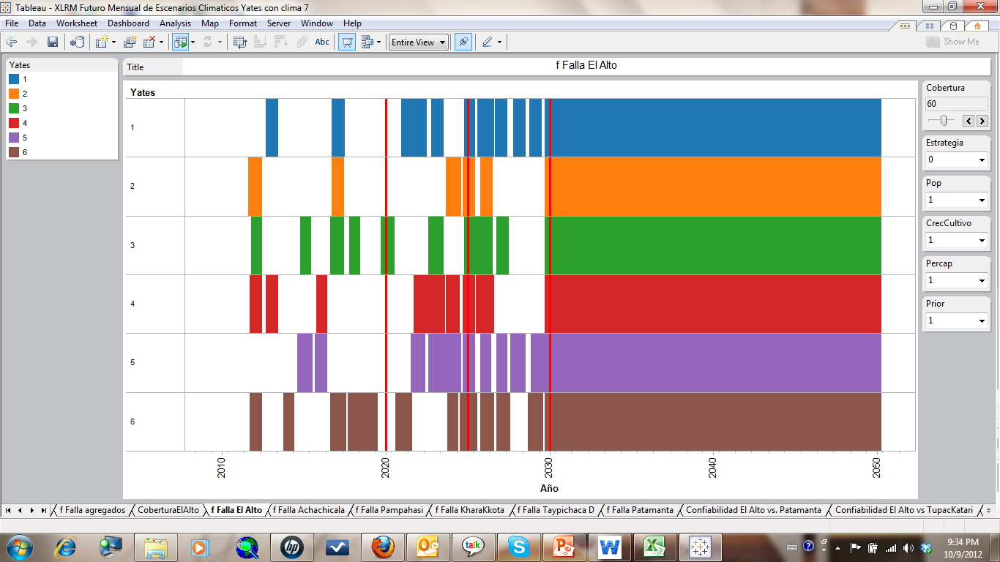 Tableau - XLRM Futuro Mensual de Escenarios Climaticos Yates con clima 7
File Data Worksheet Dashboard Analysis Map Format Server Window Help
Abc Entire View Show Me
Yates
1
2
3
4
5
6
Title f Falla El Alto
Yates
1
2
3
4
5
6
2010 2020 2030 2040 2050
Año
Cobertura
60
Estrategia
0
Pop
1
CrecCultivo
1
Percap
1
Prior
1
f Falla agregados CoberturaElAlto f Falla El Alto f Falla Achachicala f Falla Pampahasi f Falla KharaKkota f Falla Taypichaca D f Falla Patamanta Confiabilidad El Alto vs. Patamanta Confiabilidad El Alto vs TupacKatari
hp talk
9:34 PM
10/9/2012